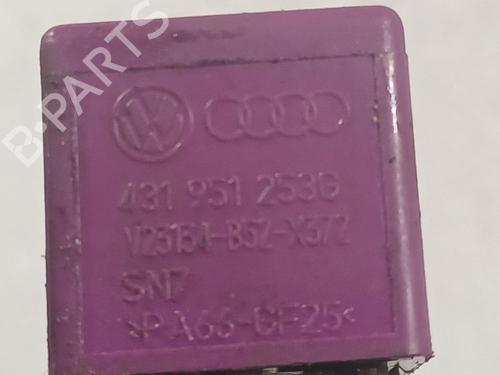 B-PARTS
431 951 253G
V23134-B52-X372
SN7
>PA66-GF25<